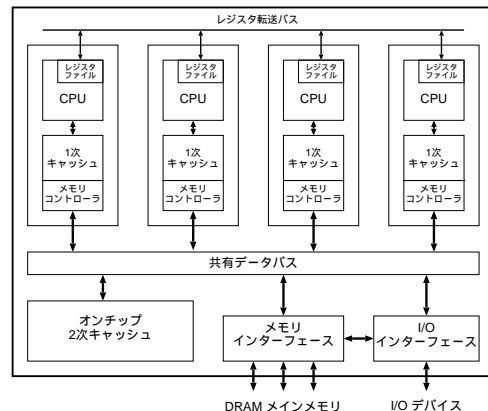 レジスタ転送バス
レジスタ
ファイル
CPU
1次
キャッシュ
メモリ
コントローラ
レジスタ
ファイル
CPU
1次
キャッシュ
メモリ
コントローラ
レジスタ
ファイル
CPU
1次
キャッシュ
メモリ
コントローラ
レジスタ
ファイル
CPU
1次
キャッシュ
メモリ
コントローラ
共有データバス
オンチップ
2次キャッシュ
メモリ
インターフェース
I/O
インターフェース
DRAM メインメモリ
I/O デバイス